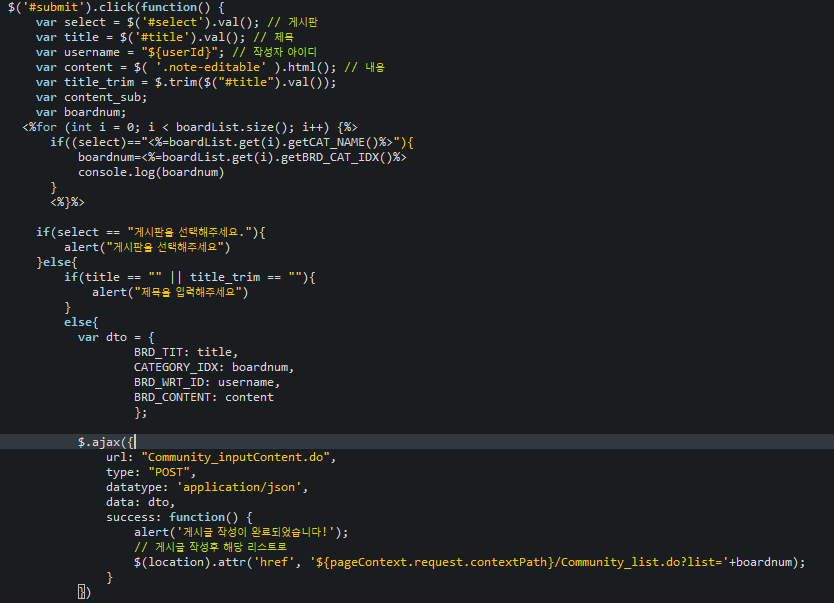 $('#submit').click(function() {
var select = $('#select').val(); // 게시판
var title = $('#title').val(); // 제목
var username = "${userId}"; // 작성자 아이디
var content = $( '.note-editable' ).html(); // 내용
var title_trim = $.trim($("#title").val());
var content_sub;
var boardnum;
<%for (int i = 0; i < boardList.size(); i++) {%>
if((select)=="<%=boardList.get(i).getCAT_NAME()%>"){
boardnum=<%=boardList.get(i).getBRD_CAT_IDX()%>
console.log(boardnum)
}
<%}%>
if(select == "게시판을 선택해주세요."){
alert("게시판을 선택해주세요")
}else{
if(title == "" || title_trim == ""){
alert("제목을 입력해주세요")
}
else{
var dto = {
BRD_TIT: title,
CATEGORY_IDX: boardnum,
BRD_WRT_ID: username,
BRD_CONTENT: content
};
$.ajax({
url: "Community_inputContent.do",
type: "POST",
datatype: 'application/json',
data: dto,
success: function() {
alert('게시글 작성이 완료되었습니다!');
// 게시글 작성후 해당 리스트로
$(location).attr('href', '${pageContext.request.contextPath}/Community_list.do?list='+boardnum);
}
})